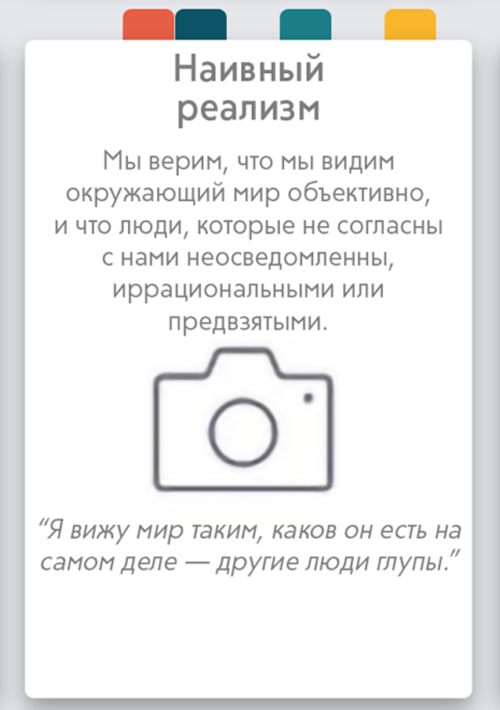 Наивный
реализм
Мы верим, что мы видим
окружающий мир объективно,
и что люди, которые не согласны
с нами неосведомленны,
иррациональными или
предвзятыми.
“Я вижу мир таким, каков он есть на
самом деле — другие люди глупы.”